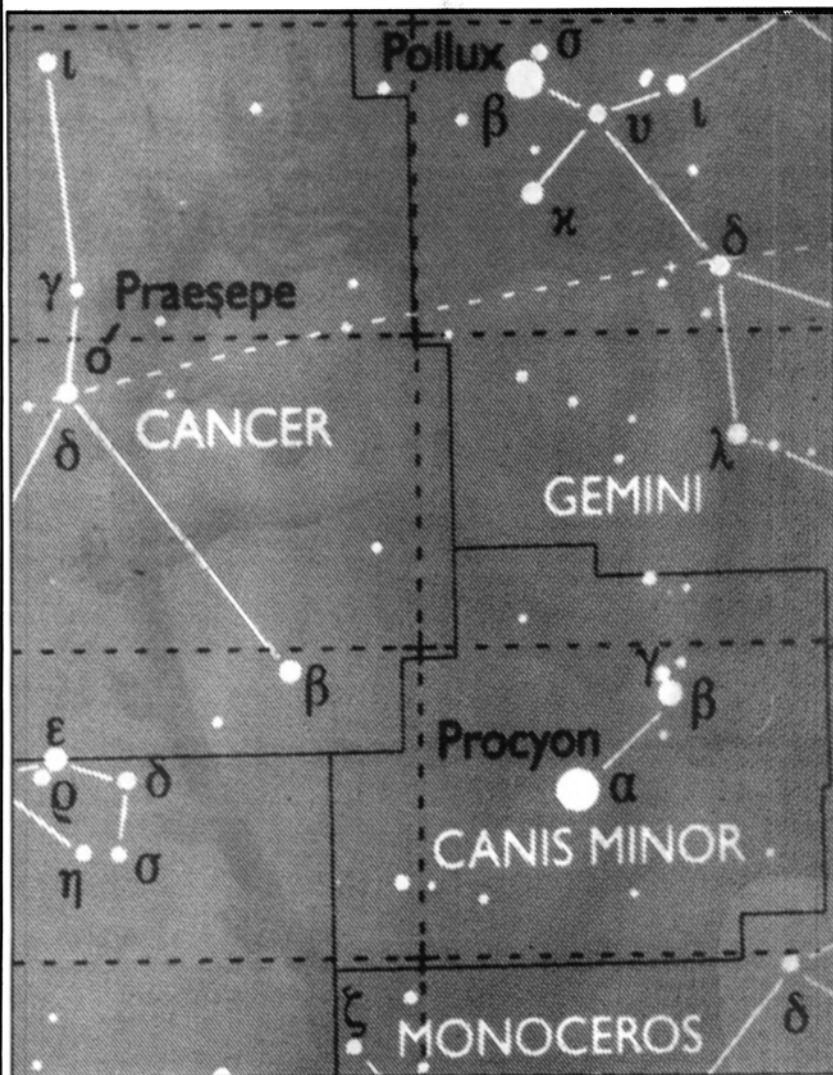 ι
Pollux
σ
β
υ
ι
ϰ
γ
Praesepe
δ
δ
CANCER
λ
GEMINI
β
γ
β
Procyon
α
CANIS MINOR
ε
δ
ϱ
η
σ
ζ
MONOCEROS
δ